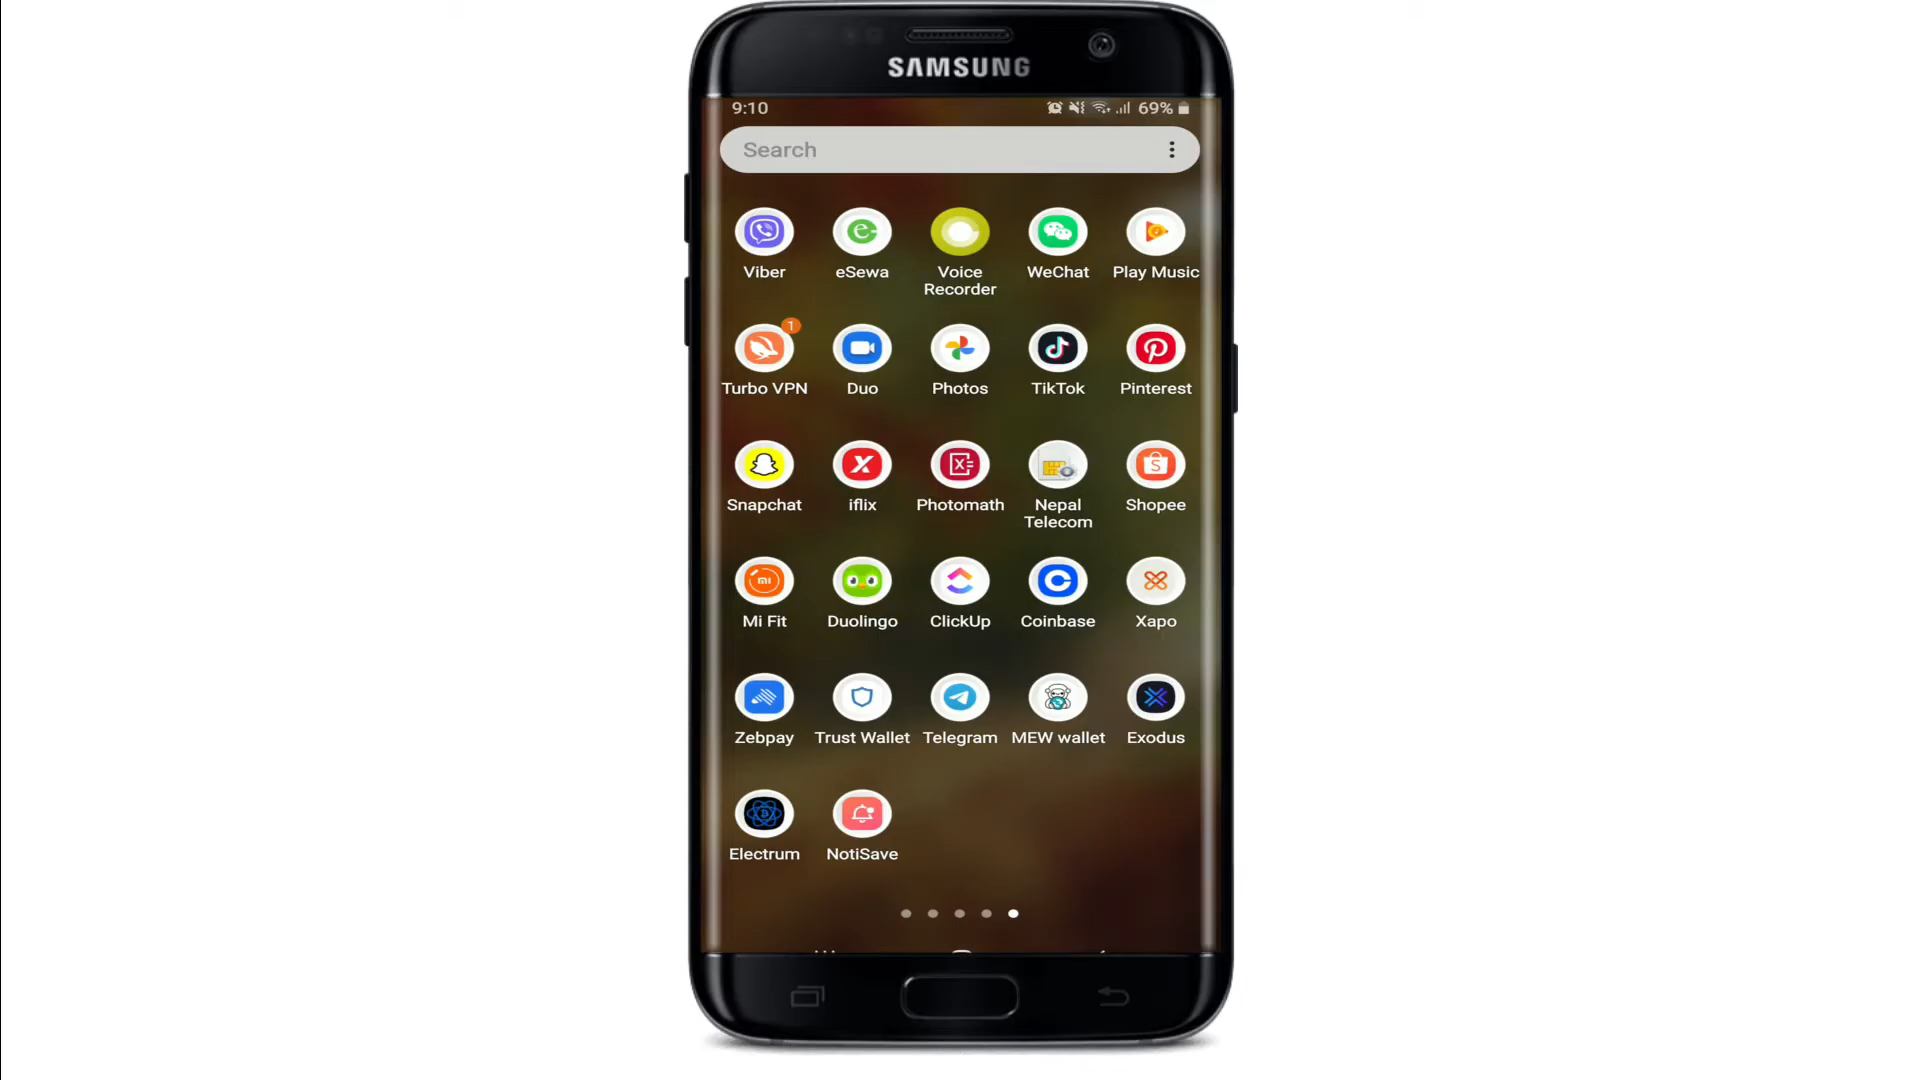 SAMSUNG
9:10
69%
Search
Viber
eSewa
Voice
Recorder
WeChat
Play Music
1
Turbo VPN
Duo
Photos
TikTok
Pinterest
Snapchat
iflix
Photomath
Nepal
Telecom
Shopee
Mi Fit
Duolingo
ClickUp
Coinbase
Xapo
Zebpay
Trust Wallet
Telegram
MEW wallet
Exodus
Electrum
NotiSave